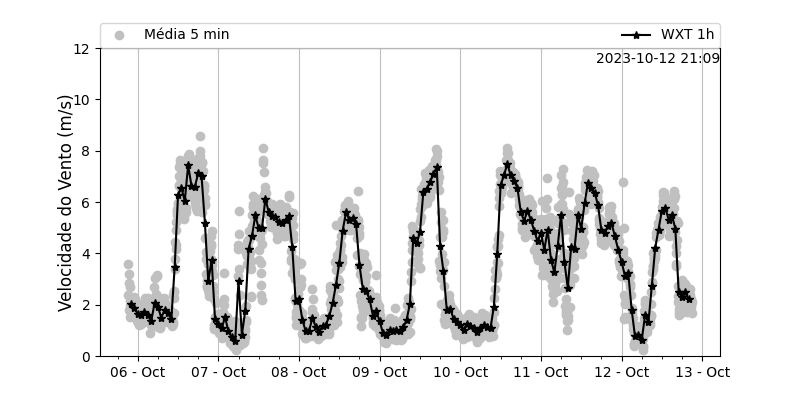 Média 5 min
WXT 1h
2023-10-12 21:09
Velocidade do Vento (m/s)
12
10
8
6
4
2
0
06 - Oct
07 - Oct
08 - Oct
09 - Oct
10 - Oct
11 - Oct
12 - Oct
13 - Oct